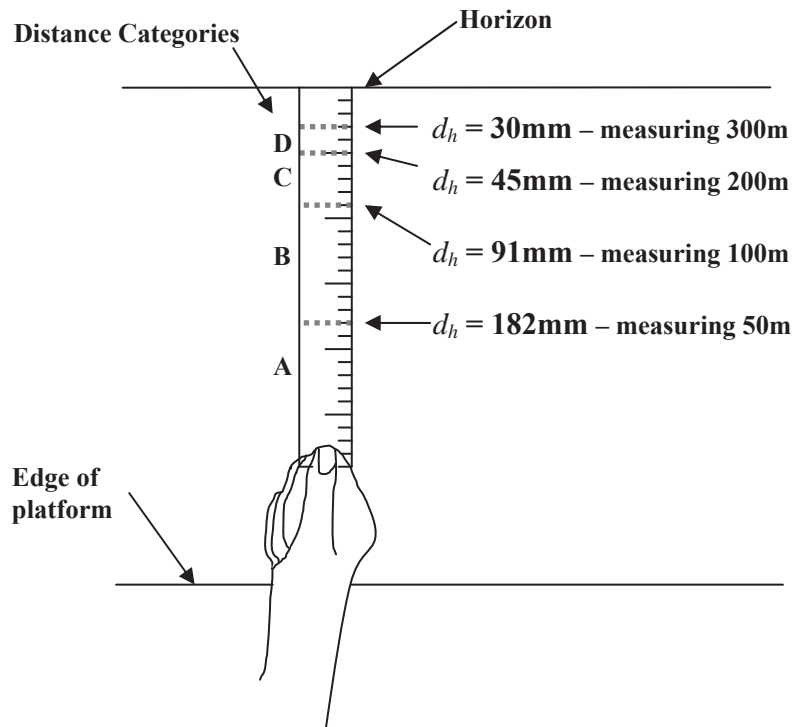 Distance Categories
Horizon
d_h = 30mm – measuring 300m
D
C
d_h = 45mm – measuring 200m
B
d_h = 91mm – measuring 100m
d_h = 182mm – measuring 50m
A
Edge of
platform